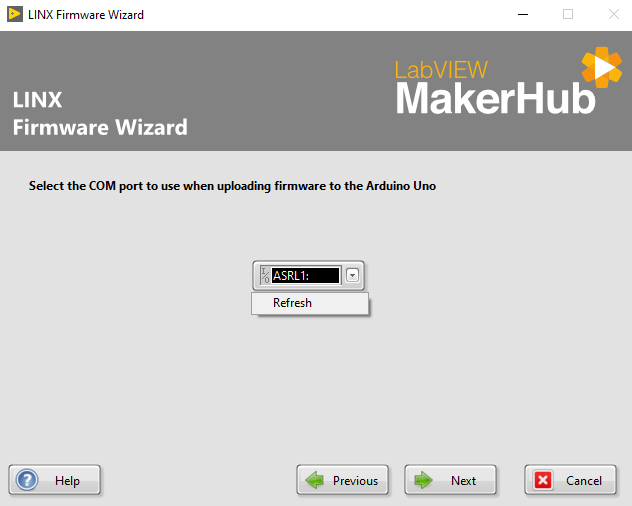 LINX Firmware Wizard
LabVIEW
MakerHub
LINX
Firmware Wizard
Select the COM port to use when uploading firmware to the Arduino Uno
I/O ASRL1:
Refresh
? Help
Previous
Next
Cancel